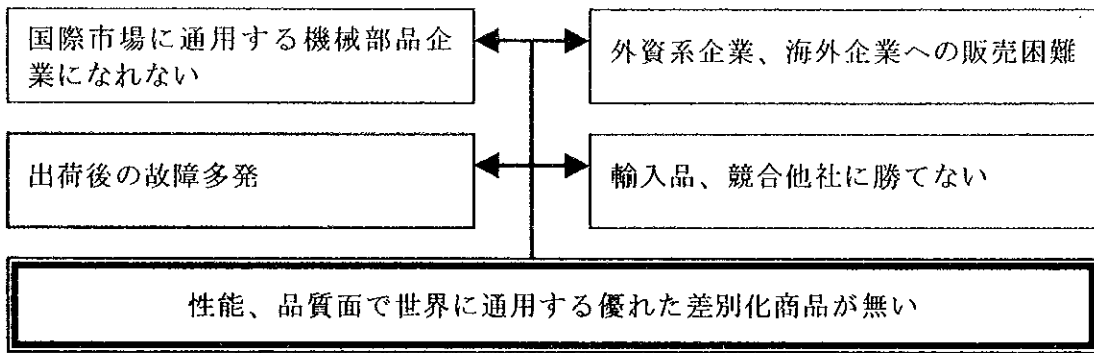 国際市場に通用する機械部品企
業になれない
外資系企業、海外企業への販売困難
出荷後の故障多発
輸入品、競合他社に勝てない
性能、品質面で世界に通用する優れた差別化商品が無い